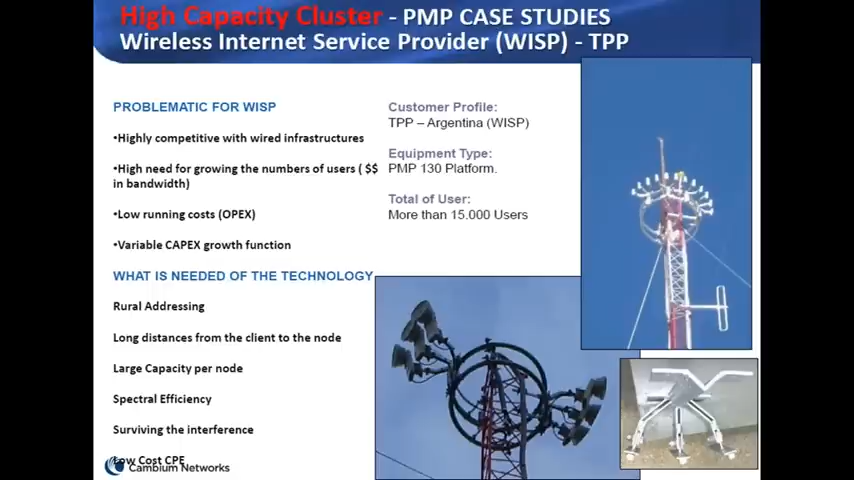 High Capacity Cluster - PMP CASE STUDIES
Wireless Internet Service Provider (WISP) - TPP
PROBLEMATIC FOR WISP
•Highly competitive with wired infrastructures
•High need for growing the numbers of users ( $$
in bandwidth)
•Low running costs (OPEX)
•Variable CAPEX growth function
WHAT IS NEEDED OF THE TECHNOLOGY
Rural Addressing
Long distances from the client to the node
Large Capacity per node
Spectral Efficiency
Surviving the interference
Low Cost CPE
Cambium Networks
Customer Profile:
TPP – Argentina (WISP)
Equipment Type:
PMP 130 Platform.
Total of User:
More than 15.000 Users